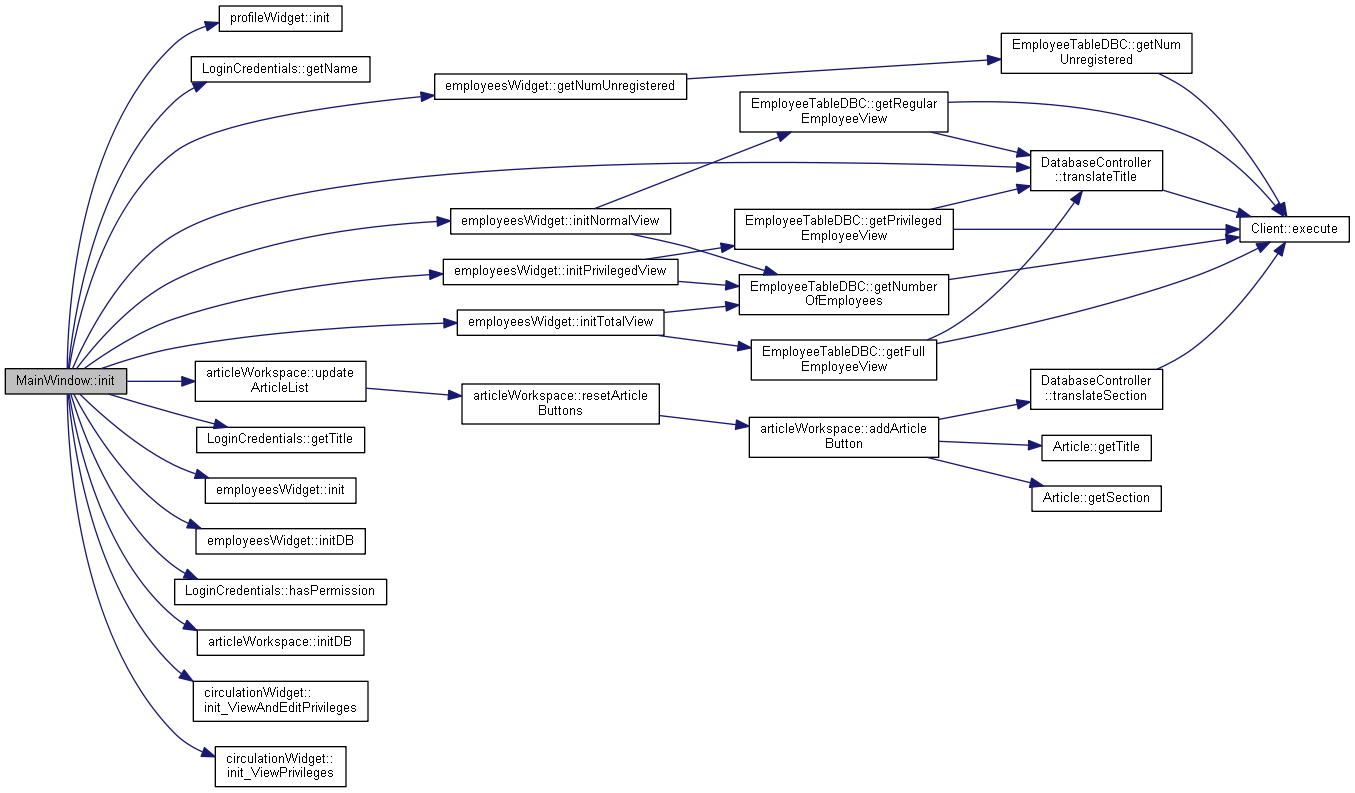 profileWidget::init
LoginCredentials::getName
employeesWidget::getNumUnregistered
EmployeeTableDBC::getNum
Unregistered
EmployeeTableDBC::getRegular
EmployeeView
DatabaseController
::translateTitle
employeesWidget::initNormalView
EmployeeTableDBC::getPrivileged
EmployeeView
Client::execute
employeesWidget::initPrivilegedView
EmployeeTableDBC::getNumber
OfEmployees
employeesWidget::initTotalView
EmployeeTableDBC::getFull
EmployeeView
MainWindow::init
articleWorkspace::update
ArticleList
articleWorkspace::resetArticle
Buttons
DatabaseController
::translateSection
articleWorkspace::addArticle
Button
LoginCredentials::getTitle
Article::getTitle
employeesWidget::init
Article::getSection
employeesWidget::initDB
LoginCredentials::hasPermission
articleWorkspace::initDB
circulationWidget::
init_ViewAndEditPrivileges
circulationWidget::
init_ViewPrivileges